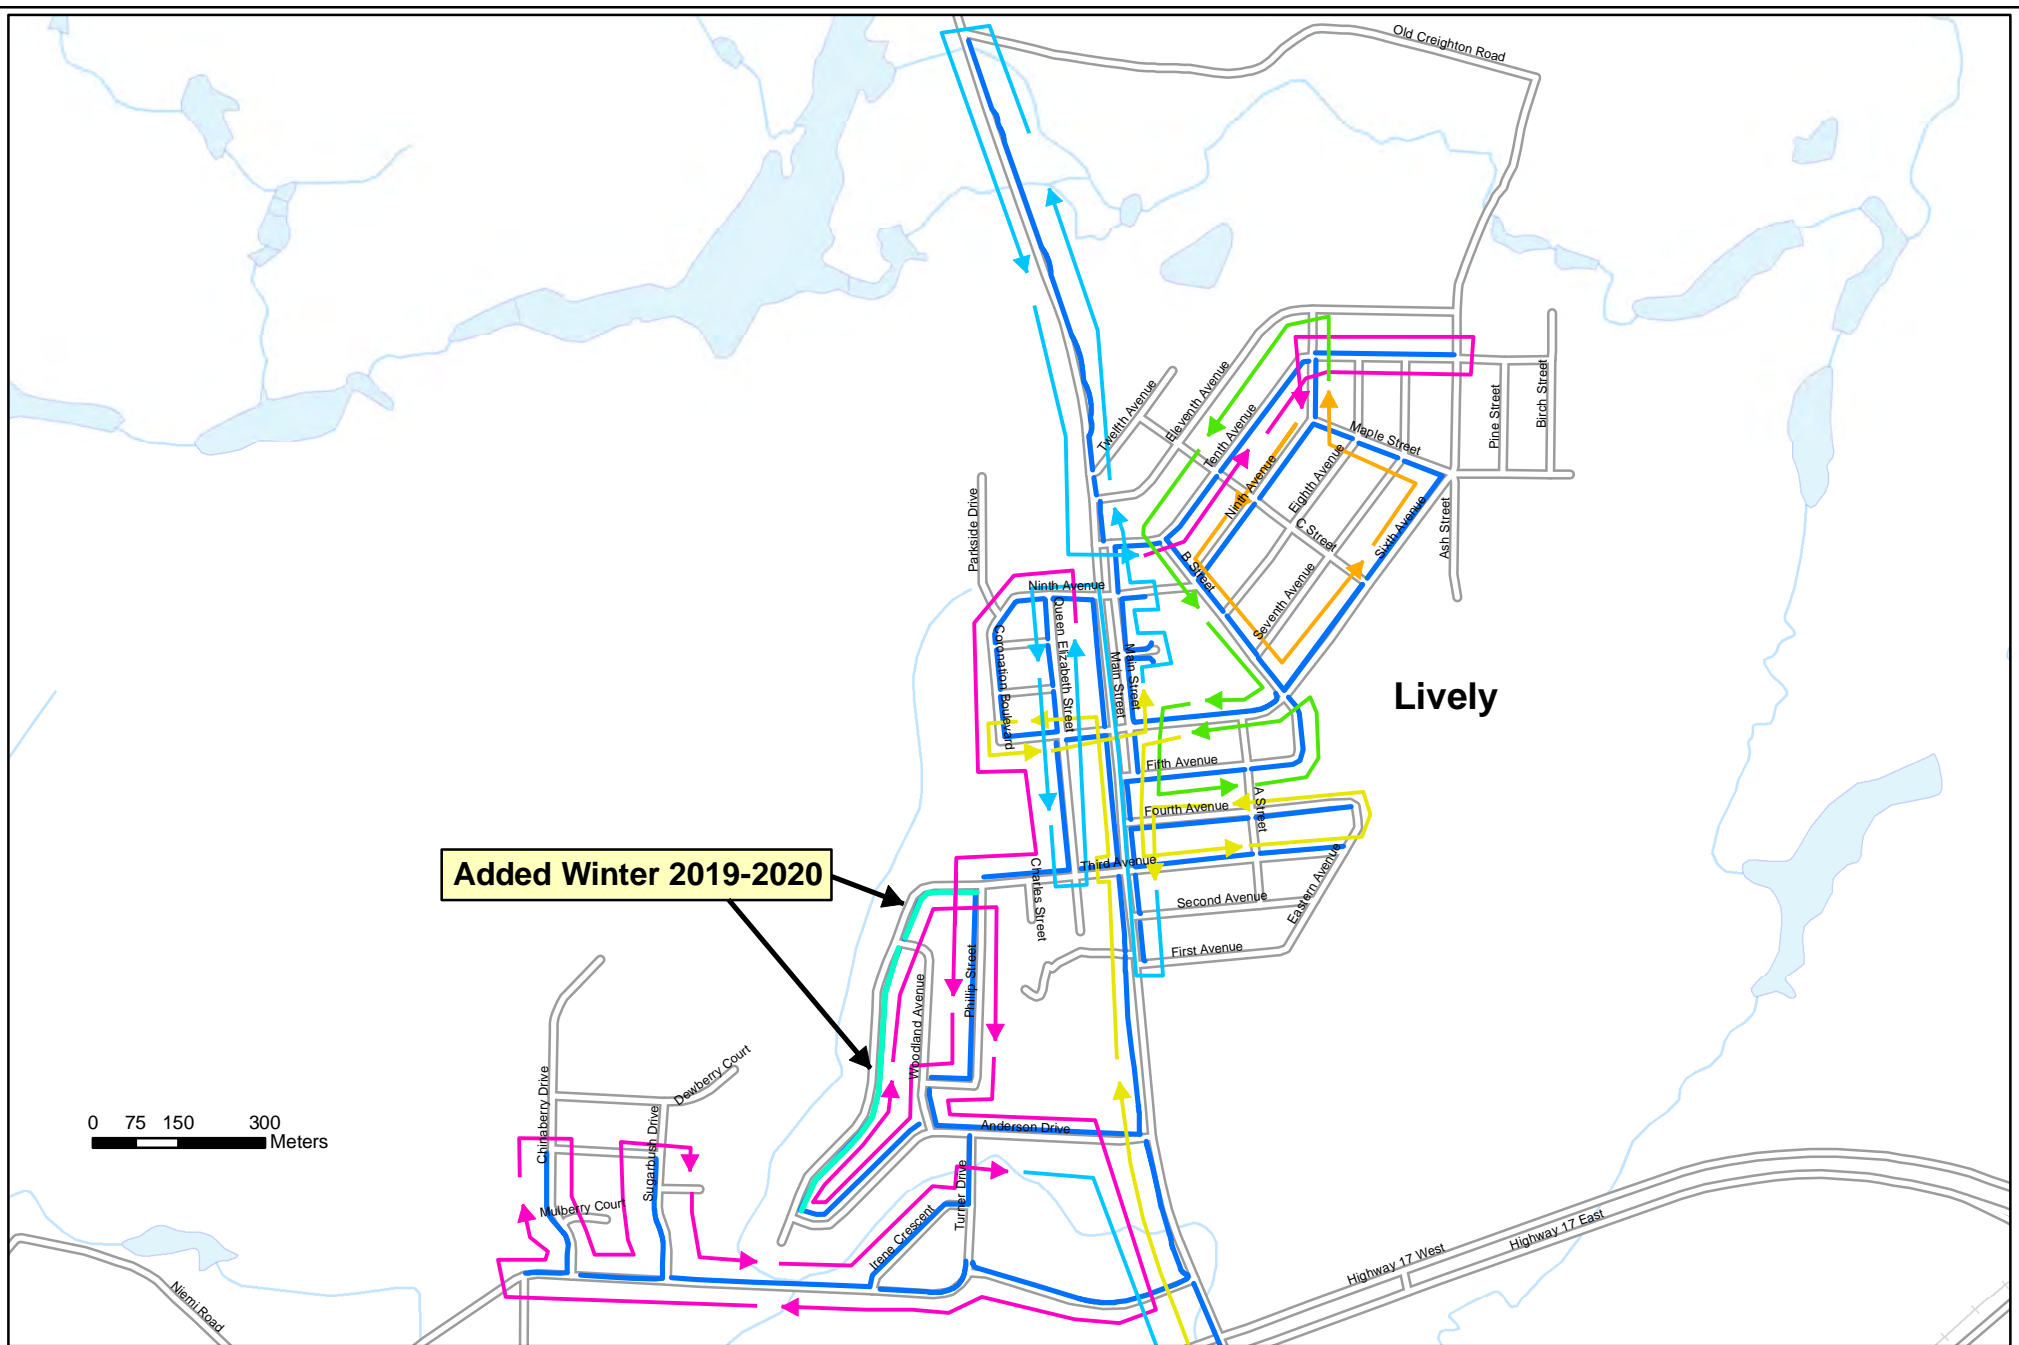 Old Creighton Road
Twelfth Avenue
Eleventh Avenue
Tenth Avenue
Ninth Avenue
Eighth Avenue
Maple Street
Pine Street
Birch Street
C Street
Sixth Avenue
Ash Street
Parkside Drive
B Street
Seventh Avenue
Ninth Avenue
Queen Elizabeth Street
Coronation Boulevard
Main Street
Main Street
Lively
Fifth Avenue
Fourth Avenue
A Street
Third Avenue
Added Winter 2019-2020
Charles Street
Second Avenue
Eastern Avenue
First Avenue
Phillip Street
Woodland Avenue
Dewberry Court
Chinaberry Drive
Sugarbush Drive
Anderson Drive
0 75 150 300
Meters
Turner Drive
Mulberry Court
Irene Crescent
Highway 17 East
Highway 17 West
Niemi Road